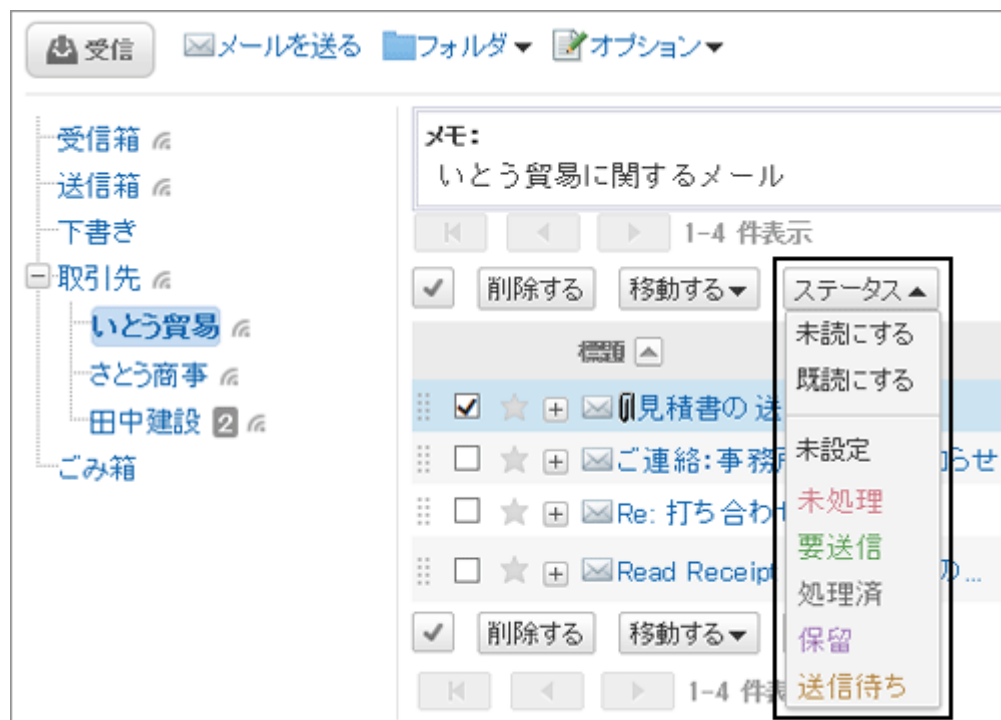 受信 メールを送る フォルダ▼ オプション▼
受信箱
送信箱
下書き
取引先
いとう貿易
さとう商事
田中建設 2
ごみ箱
メモ:
いとう貿易に関するメール
1-4 件表示
削除する 移動する▼ ステータス▲
標題
見積書の 送
ご連絡:事務 らせ
Re: 打ち合わ
Read Receip の...
未読にする
既読にする
未設定
未処理
要送信
処理済
保留
送信待ち
削除する 移動する▼
1-4 件表